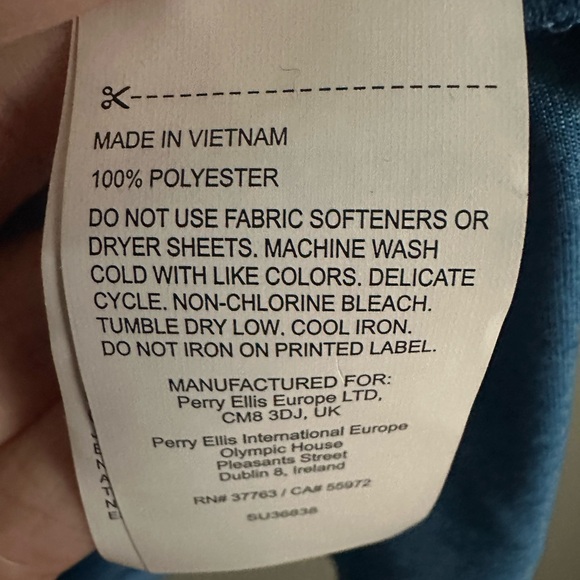 MADE IN VIETNAM
100% POLYESTER
DO NOT USE FABRIC SOFTENERS OR
DRYER SHEETS. MACHINE WASH
COLD WITH LIKE COLORS. DELICATE
CYCLE. NON-CHLORINE BLEACH.
TUMBLE DRY LOW. COOL IRON.
DO NOT IRON ON PRINTED LABEL.
MANUFACTURED FOR:
Perry Ellis Europe LTD,
CM8 3DJ, UK
Perry Ellis International Europe
Olympic House
Pleasants Street
Dublin 8, Ireland
RN# 37763 / CA# 55972
SU36838